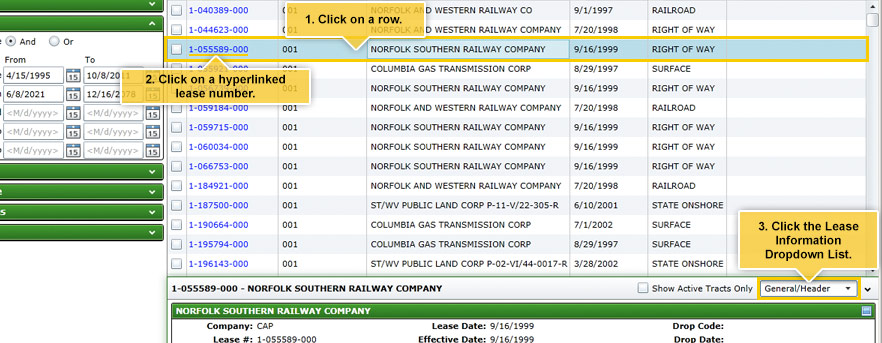 1-040389-000 AND WESTERN RAILWAY CO 9/1/1997 RAILROAD
1. Click on a row.
1-044623-000 AND WESTERN RAILWAY COMPANY 7/20/1998 RIGHT OF WAY
And Or
1-055589-000 001 NORFOLK SOUTHERN RAILWAY COMPANY 9/16/1999 RIGHT OF WAY
From To
001 COLUMBIA GAS TRANSMISSION CORP 8/29/1997 SURFACE
4/15/1995 15 10/8/2011 15
2. Click on a hyperlinked lease number.
NORFOLK SOUTHERN RAILWAY COMPANY 9/16/1999 RIGHT OF WAY
6/8/2021 15 12/16/2078 15
1-059184-000 001 NORFOLK AND WESTERN RAILWAY COMPANY 7/20/1998 RAILROAD
<M/d/yyyy> 15 <M/d/yyyy> 15
1-059715-000 001 NORFOLK SOUTHERN RAILWAY COMPANY 9/16/1999 RIGHT OF WAY
<M/d/yyyy> 15 <M/d/yyyy> 15
1-060034-000 001 NORFOLK SOUTHERN RAILWAY COMPANY 9/16/1999 RIGHT OF WAY
<M/d/yyyy> 15 <M/d/yyyy> 15
1-066753-000 001 NORFOLK SOUTHERN RAILWAY COMPANY 9/16/1999 RIGHT OF WAY
1-184921-000 001 NORFOLK AND WESTERN RAILWAY COMPANY 7/20/1998 RAILROAD
1-187500-000 001 ST/WV PUBLIC LAND CORP P-11-V/22-305-R 6/10/2001 STATE ONSHORE
1-190664-000 001 COLUMBIA GAS TRANSMISSION CORP 7/1/2002 SURFACE
1-195794-000 001 COLUMBIA GAS TRANSMISSION CORP 8/29/1997 SURFACE
1-196143-000 001 ST/WV PUBLIC LAND CORP P-02-VI/44-0017-R 3/28/2002 STATE ONSHORE
3. Click the Lease
Information
Dropdown List.
1-055589-000 - NORFOLK SOUTHERN RAILWAY COMPANY Show Active Tracts Only General/Header
NORFOLK SOUTHERN RAILWAY COMPANY
Company: CAP Lease Date: 9/16/1999 Drop Code:
Lease #: 1-055589-000 Effective Date: 9/16/1999 Drop Date: